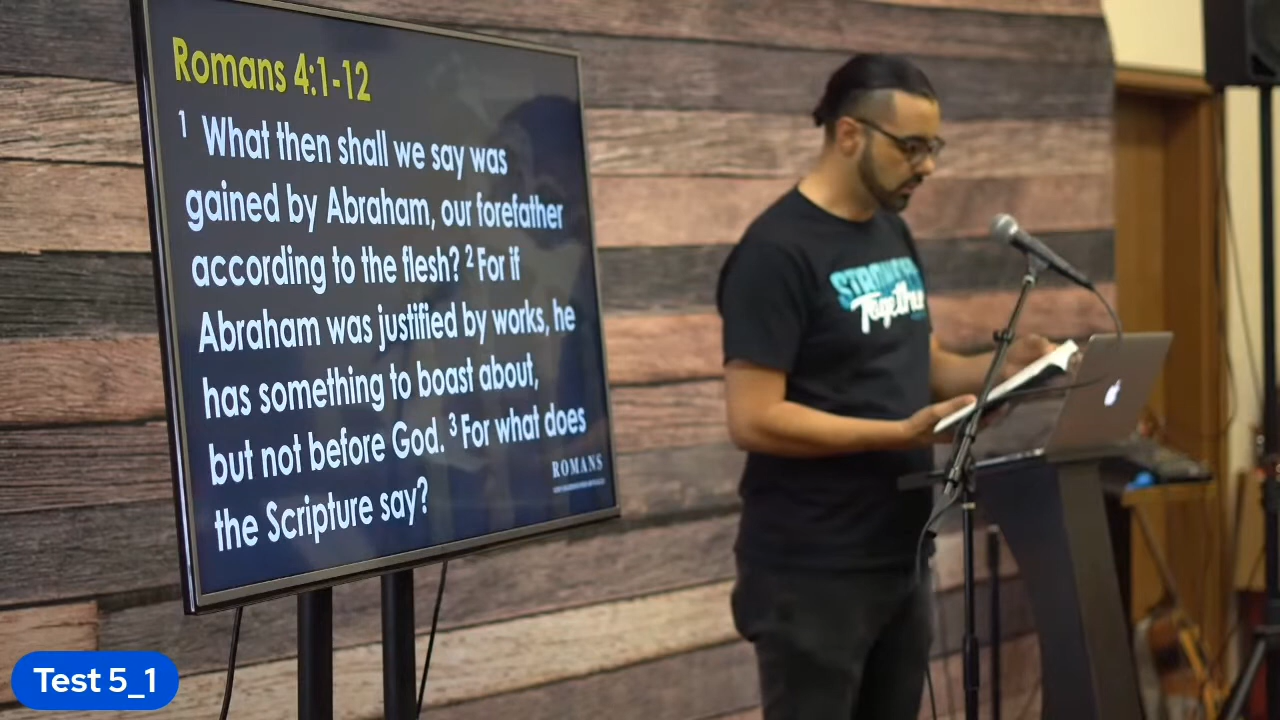 Romans 4:1-12
1 What then shall we say was
gained by Abraham, our forefather
according to the flesh? 2 For if
Abraham was justified by works, he
has something to boast about,
but not before God. 3 For what does
the Scripture say?
ROMANS
Together
Test 5_1